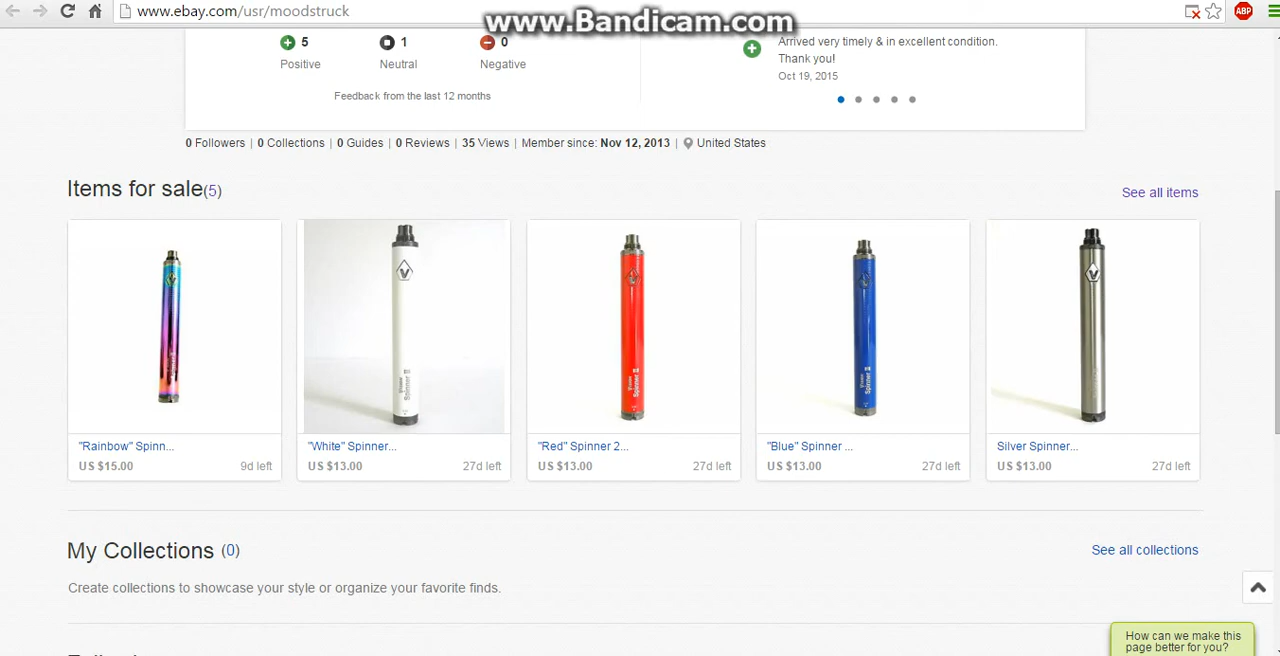 www.ebay.com/usr/moodstruck
www.Bandicam.com
ABP
5
1
0
Positive
Neutral
Negative
Feedback from the last 12 months
Arrived very timely & in excellent condition.
Thank you!
Oct 19, 2015
0 Followers | 0 Collections | 0 Guides | 0 Reviews | 35 Views | Member since: Nov 12, 2013 | United States
Items for sale(5)
See all items
"Rainbow" Spinn...
US $15.00 9d left
"White" Spinner...
US $13.00 27d left
"Red" Spinner 2...
US $13.00 27d left
"Blue" Spinner ...
US $13.00 27d left
Silver Spinner...
US $13.00 27d left
My Collections (0)
See all collections
Create collections to showcase your style or organize your favorite finds.
How can we make this
page better for you?